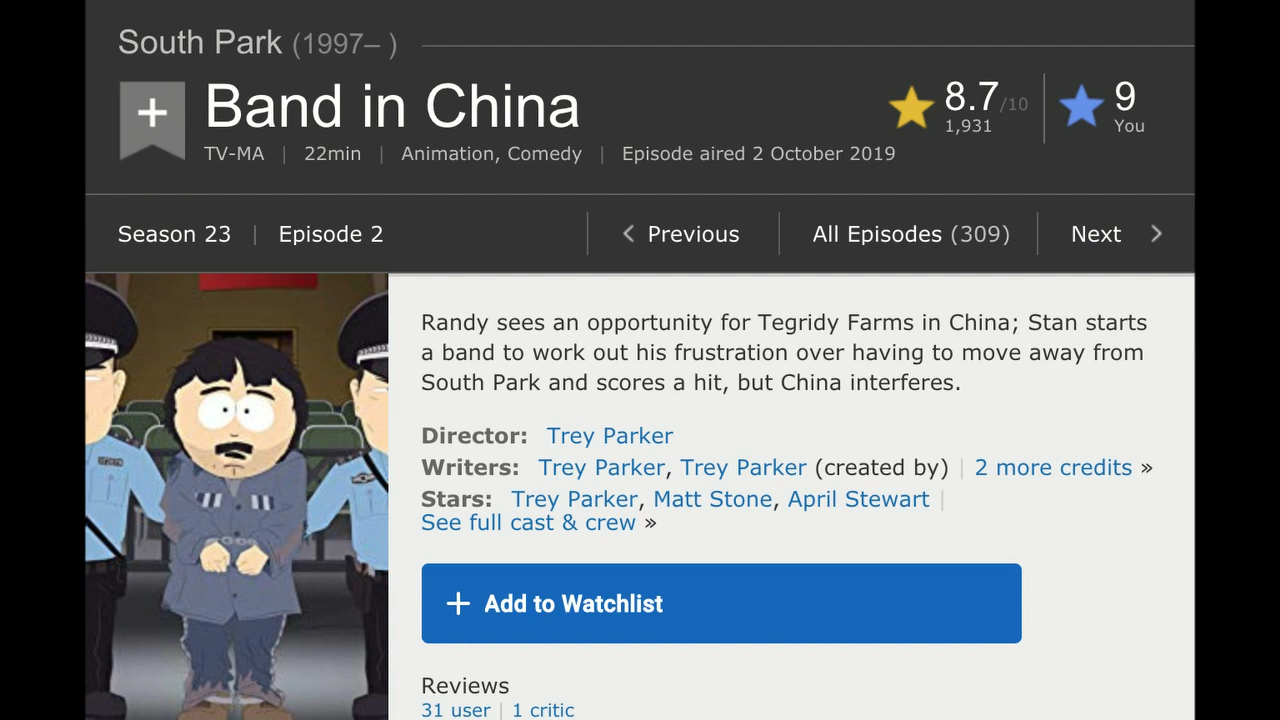 South Park (1997– )
+ Band in China 8.7/10 9
1,931 You
TV-MA | 22min | Animation, Comedy | Episode aired 2 October 2019
Season 23 | Episode 2 Previous All Episodes (309) Next
Randy sees an opportunity for Tegridy Farms in China; Stan starts
a band to work out his frustration over having to move away from
South Park and scores a hit, but China interferes.
Director: Trey Parker
Writers: Trey Parker, Trey Parker (created by) | 2 more credits »
Stars: Trey Parker, Matt Stone, April Stewart |
See full cast & crew »
+ Add to Watchlist
Reviews
31 user | 1 critic